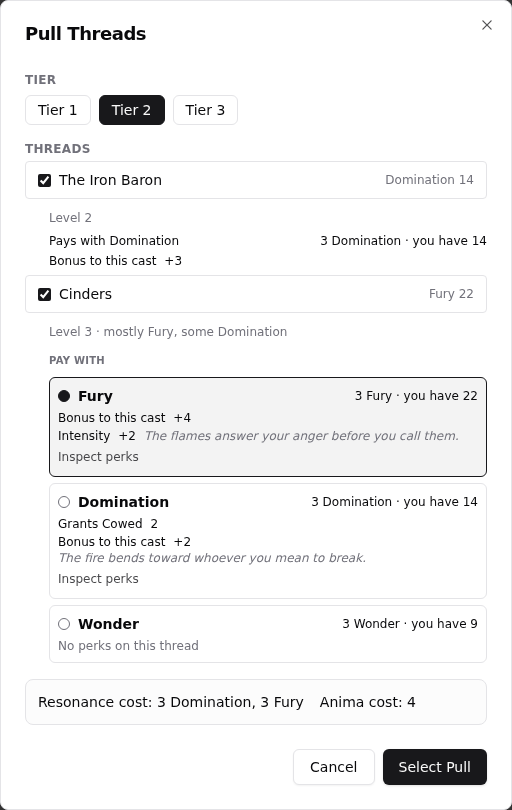 Pull Threads
TIER
Tier 1 Tier 2 Tier 3
THREADS
The Iron Baron Domination 14
Level 2
Pays with Domination 3 Domination · you have 14
Bonus to this cast +3
Cinders Fury 22
Level 3 · mostly Fury, some Domination
PAY WITH
Fury 3 Fury · you have 22
Bonus to this cast +4
Intensity +2 The flames answer your anger before you call them.
Inspect perks
Domination 3 Domination · you have 14
Grants Cowed 2
Bonus to this cast +2
The fire bends toward whoever you mean to break.
Inspect perks
Wonder 3 Wonder · you have 9
No perks on this thread
Resonance cost: 3 Domination, 3 Fury Anima cost: 4
Cancel Select Pull